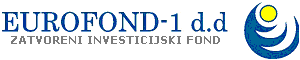 EUROFOND-1 d.d
ZATVORENI INVESTICIJSKI FOND